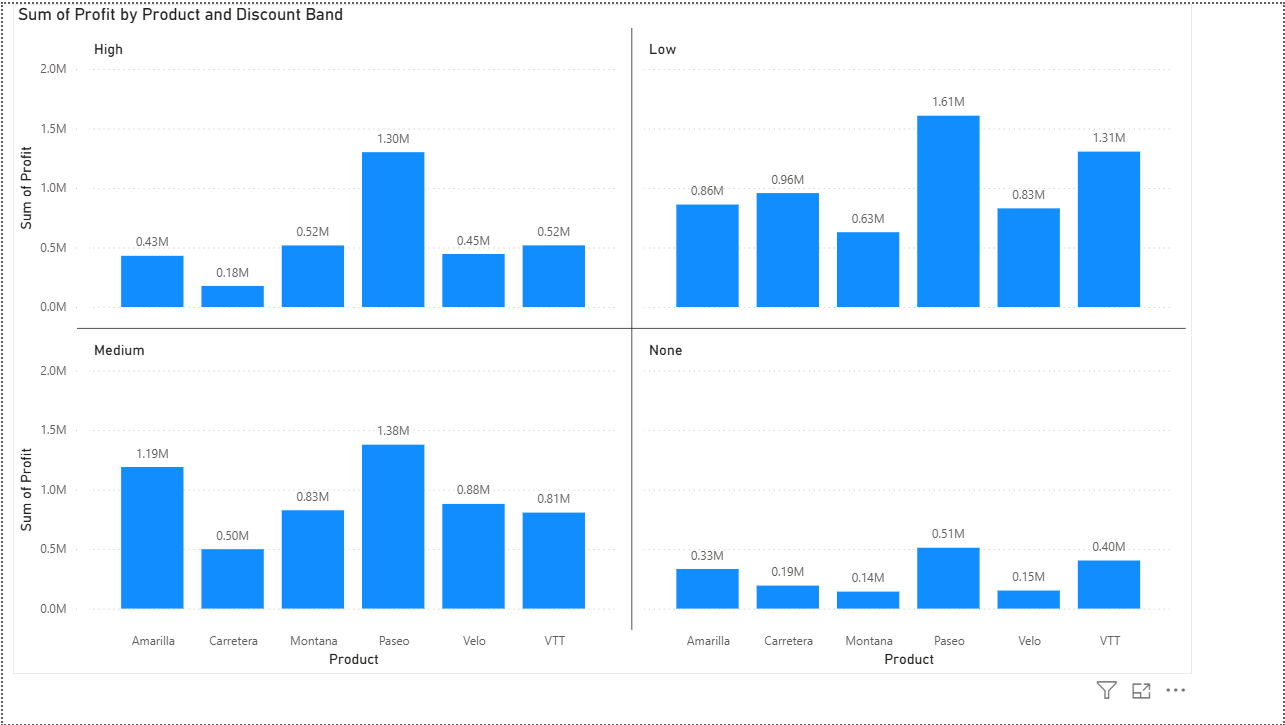 Sum of Profit by Product and Discount Band
High
Low
2.0M
1.5M
1.0M
0.5M
0.0M
Sum of Profit
0.43M
0.18M
0.52M
1.30M
0.45M
0.52M
0.86M
0.96M
0.63M
1.61M
0.83M
1.31M
Medium
None
2.0M
1.5M
1.0M
0.5M
0.0M
Sum of Profit
1.19M
0.50M
0.83M
1.38M
0.88M
0.81M
0.33M
0.19M
0.14M
0.51M
0.15M
0.40M
Amarilla Carretera Montana Paseo Velo VTT
Product
Amarilla Carretera Montana Paseo Velo VTT
Product